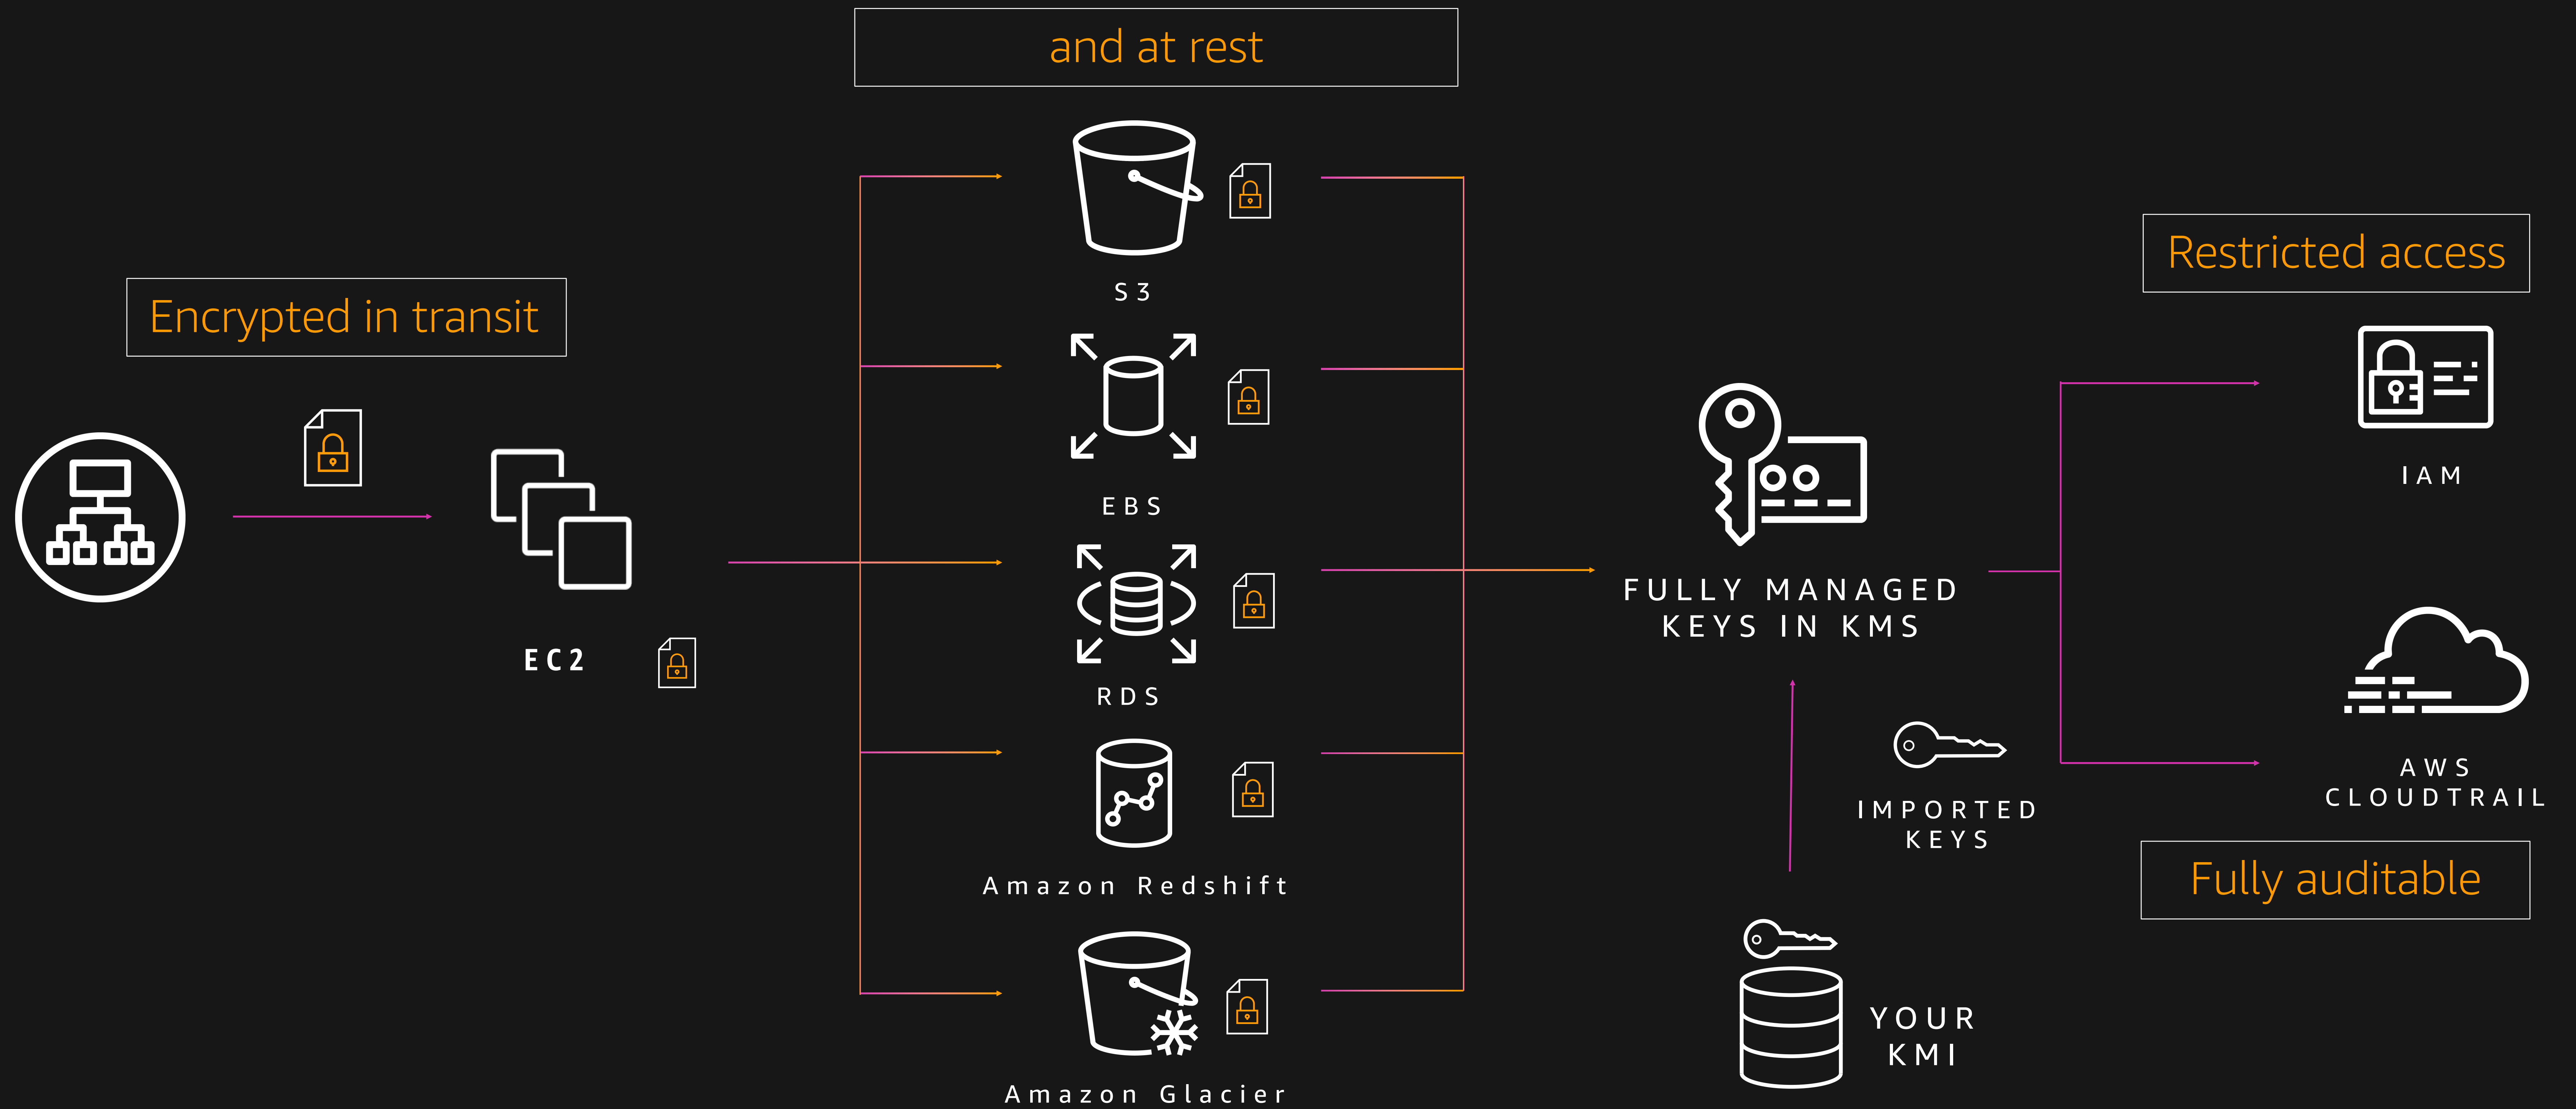 and at rest
Encrypted in transit
EC2
S3
EBS
RDS
Amazon Redshift
Amazon Glacier
FULLY MANAGED
KEYS IN KMS
IMPORTED
KEYS
YOUR
KMI
Restricted access
IAM
AWS
CLOUDTRAIL
Fully auditable